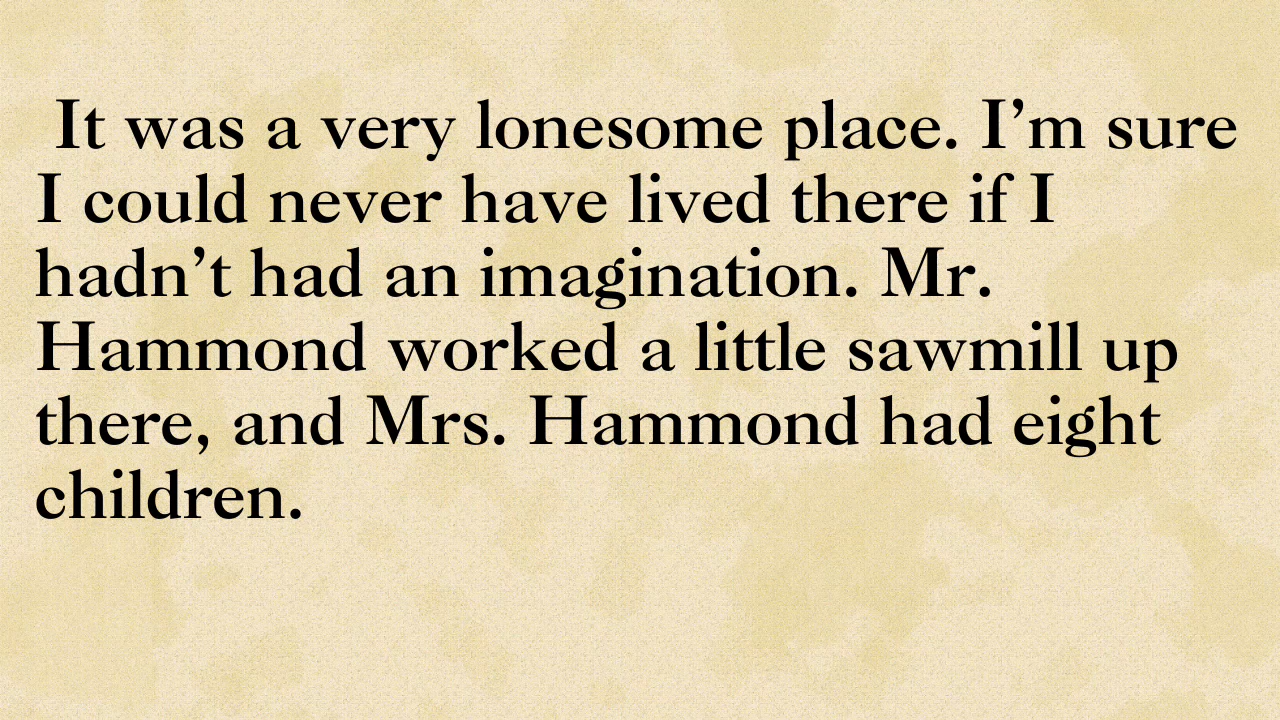 It was a very lonesome place. I’m sure
I could never have lived there if I
hadn’t had an imagination. Mr.
Hammond worked a little sawmill up
there, and Mrs. Hammond had eight
children.